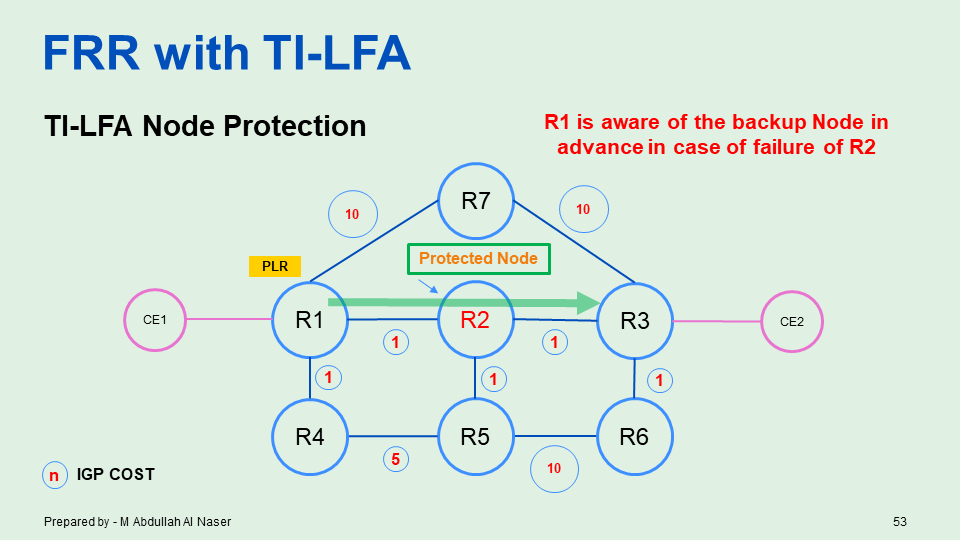 FRR with TI-LFA
TI-LFA Node Protection
R1 is aware of the backup Node in
advance in case of failure of R2
R7
10
10
Protected Node
PLR
CE1
R1
R2
R3
CE2
1
1
1
1
1
R4
R5
R6
5
10
n IGP COST
Prepared by - M Abdullah Al Naser
53